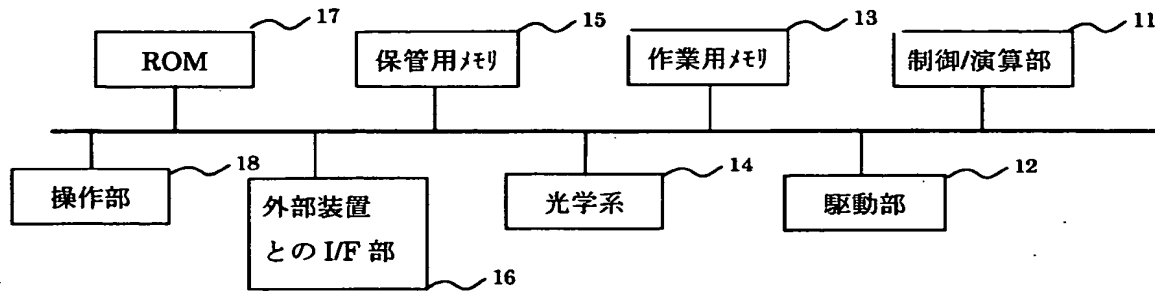 17
15
13
11
ROM
保管用ﾒﾓﾘ
作業用ﾒﾓﾘ
制御/演算部
18
14
12
操作部
外部装置
との I/F 部
光学系
駆動部
16